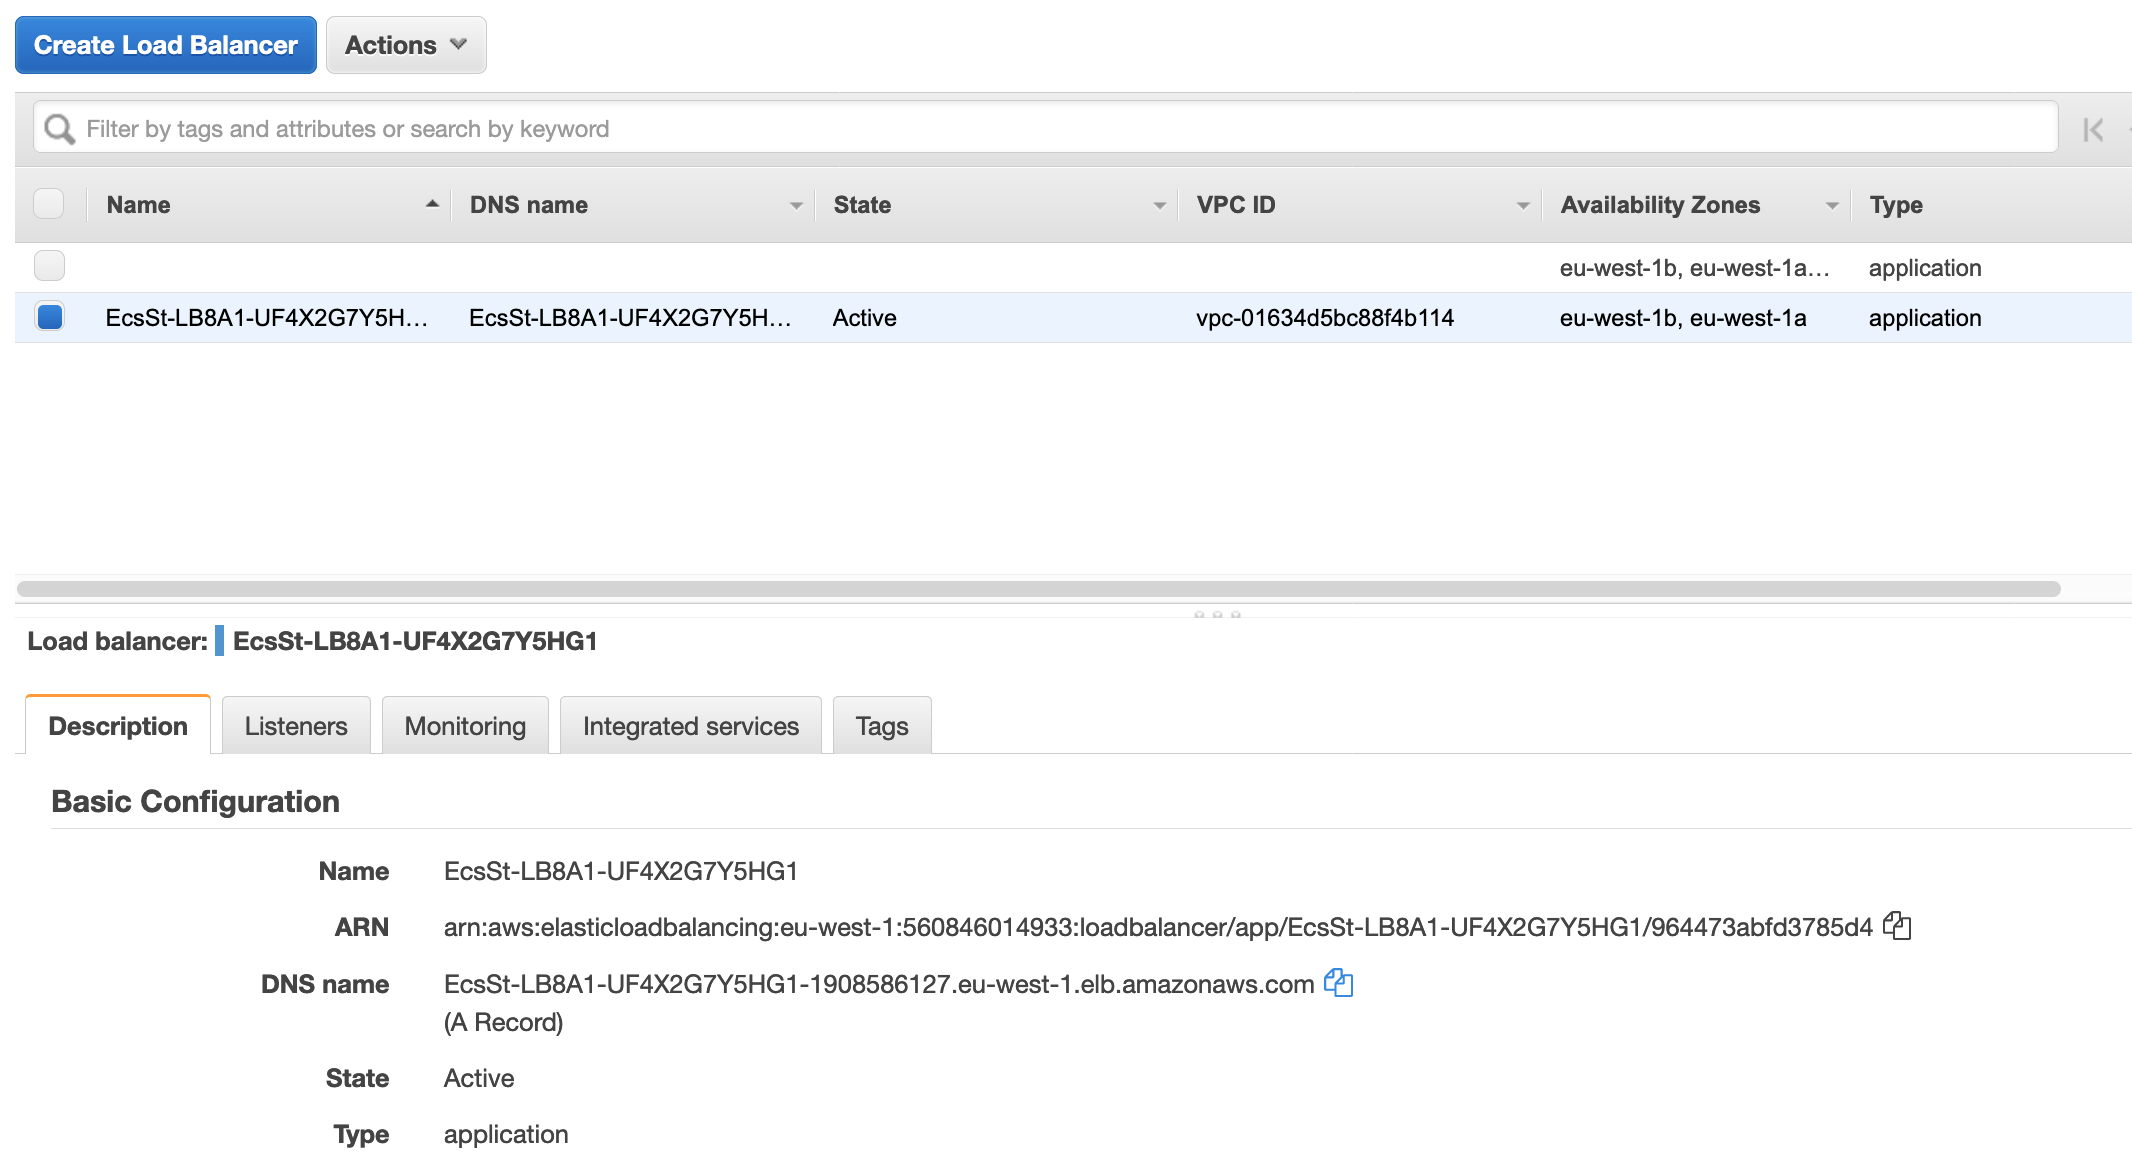 Create Load Balancer Actions
Filter by tags and attributes or search by keyword
Name DNS name State VPC ID Availability Zones Type
eu-west-1b, eu-west-1a... application
EcsSt-LB8A1-UF4X2G7Y5H... EcsSt-LB8A1-UF4X2G7Y5H... Active vpc-01634d5bc88f4b114 eu-west-1b, eu-west-1a application
Load balancer: EcsSt-LB8A1-UF4X2G7Y5HG1
Description Listeners Monitoring Integrated services Tags
Basic Configuration
Name EcsSt-LB8A1-UF4X2G7Y5HG1
ARN arn:aws:elasticloadbalancing:eu-west-1:560846014933:loadbalancer/app/EcsSt-LB8A1-UF4X2G7Y5HG1/964473abfd3785d4
DNS name EcsSt-LB8A1-UF4X2G7Y5HG1-1908586127.eu-west-1.elb.amazonaws.com
(A Record)
State Active
Type application